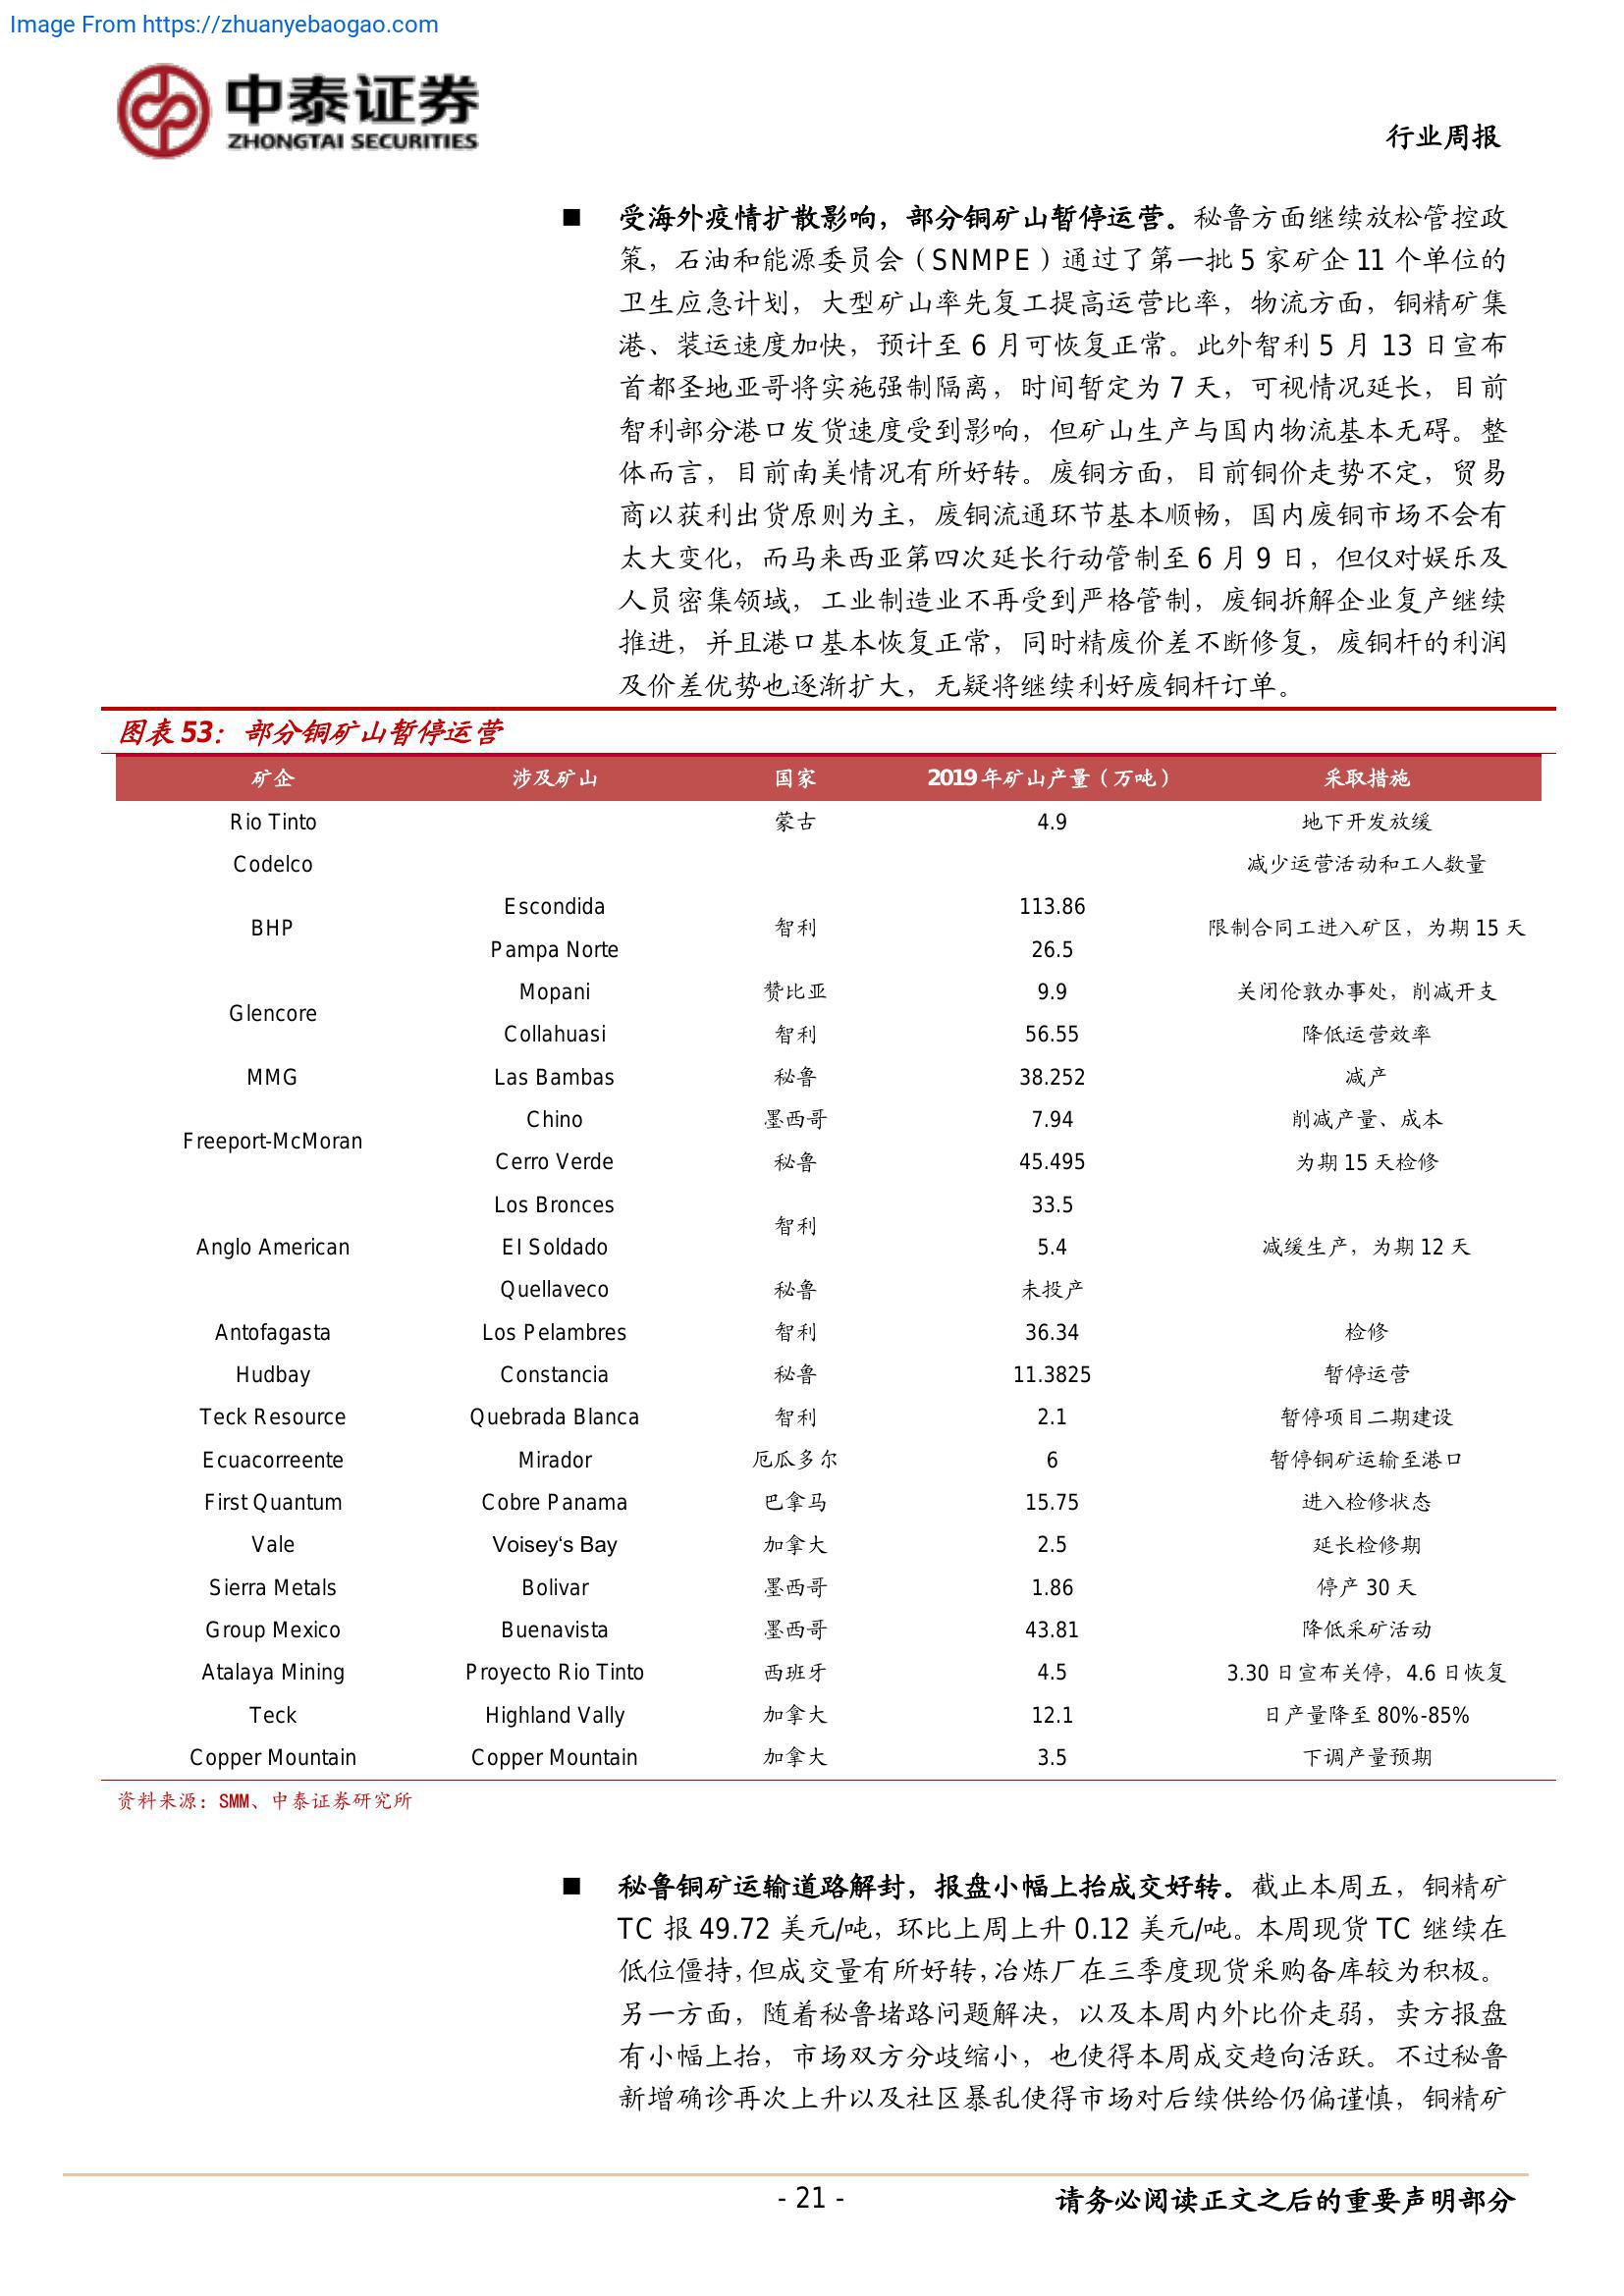 Image From https://zhuanyebaogao.com
中泰证券
ZHONGTAI SECURITIES
行业周报
■ 受海外疫情扩散影响，部分铜矿山暂停运营。秘鲁方面继续放松管控政
策，石油和能源委员会（SNMPE）通过了第一批 5 家矿企 11 个单位的
卫生应急计划，大型矿山率先复工提高运营比率，物流方面，铜精矿集
港、装运速度加快，预计至 6 月可恢复正常。此外智利 5 月 13 日宣布
首都圣地亚哥将实施强制隔离，时间暂定为 7 天，可视情况延长，目前
智利部分港口发货速度受到影响，但矿山生产与国内物流基本无碍。整
体而言，目前南美情况有所好转。废铜方面，目前铜价走势不定，贸易
商以获利出货原则为主，废铜流通环节基本顺畅，国内废铜市场不会有
太大变化，而马来西亚第四次延长行动管制至 6 月 9 日，但仅对娱乐及
人员密集领域，工业制造业不再受到严格管制，废铜拆解企业复产继续
推进，并且港口基本恢复正常，同时精废价差不断修复，废铜杆的利润
及价差优势也逐渐扩大，无疑将继续利好废铜杆订单。
图表 53：部分铜矿山暂停运营
矿企 涉及矿山 国家 2019 年矿山产量（万吨） 采取措施
Rio Tinto 蒙古 4.9 地下开发放缓
Codelco 减少运营活动和工人数量
Escondida 113.86
BHP 智利 限制合同工进入矿区，为期 15 天
Pampa Norte 26.5
Mopani 赞比亚 9.9 关闭伦敦办事处，削减开支
Glencore
Collahuasi 智利 56.55 降低运营效率
MMG Las Bambas 秘鲁 38.252 减产
Chino 墨西哥 7.94 削减产量、成本
Freeport-McMoran
Cerro Verde 秘鲁 45.495 为期 15 天检修
Los Bronces 33.5
智利
Anglo American El Soldado 5.4 减缓生产，为期 12 天
Quellaveco 秘鲁 未投产
Antofagasta Los Pelambres 智利 36.34 检修
Hudbay Constancia 秘鲁 11.3825 暂停运营
Teck Resource Quebrada Blanca 智利 2.1 暂停项目二期建设
Ecuacorreente Mirador 厄瓜多尔 6 暂停铜矿运输至港口
First Quantum Cobre Panama 巴拿马 15.75 进入检修状态
Vale Voisey‘s Bay 加拿大 2.5 延长检修期
Sierra Metals Bolivar 墨西哥 1.86 停产 30 天
Group Mexico Buenavista 墨西哥 43.81 降低采矿活动
Atalaya Mining Proyecto Rio Tinto 西班牙 4.5 3.30 日宣布关停，4.6 日恢复
Teck Highland Vally 加拿大 12.1 日产量降至 80%-85%
Copper Mountain Copper Mountain 加拿大 3.5 下调产量预期
资料来源：SMM、中泰证券研究所
■ 秘鲁铜矿运输道路解封，报盘小幅上抬成交好转。截止本周五，铜精矿
TC 报 49.72 美元/吨，环比上周上升 0.12 美元/吨。本周现货 TC 继续在
低位僵持，但成交量有所好转，冶炼厂在三季度现货采购备库较为积极。
另一方面，随着秘鲁堵路问题解决，以及本周内外比价走弱，卖方报盘
有小幅上抬，市场双方分歧缩小，也使得本周成交趋向活跃。不过秘鲁
新增确诊再次上升以及社区暴乱使得市场对后续供给仍偏谨慎，铜精矿
- 21 -
请务必阅读正文之后的重要声明部分